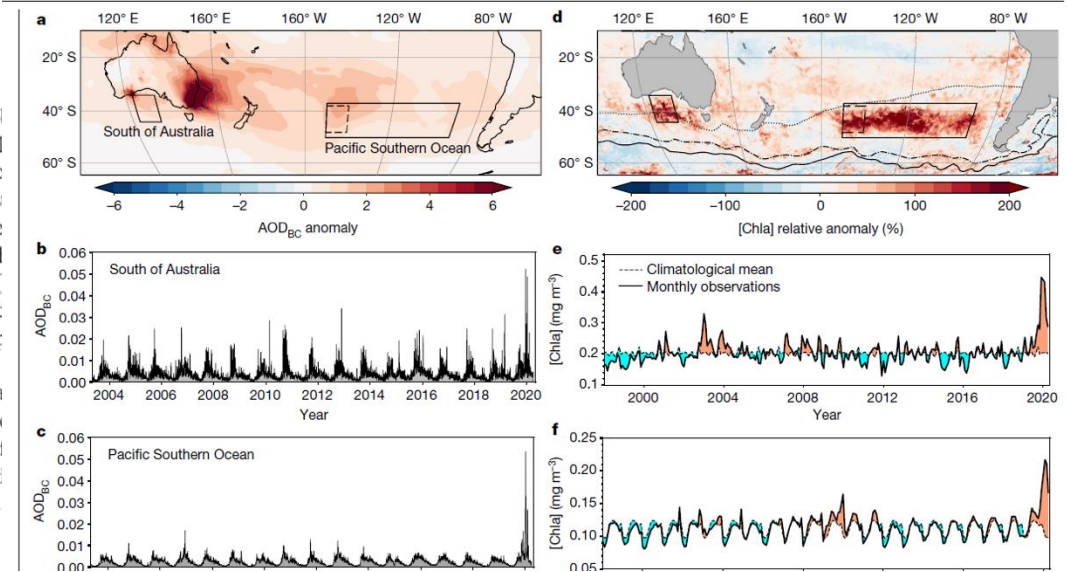 a
120° E 160° E 160° W 120° W 80° W
20° S
40° S
60° S
South of Australia
Pacific Southern Ocean
−6 −4 −2 0 2 4 6
AOD_BC anomaly
b
0.06
0.05
0.04
0.03
0.02
0.01
0.00
AOD_BC
South of Australia
2004 2006 2008 2010 2012 2014 2016 2018 2020
Year
c
0.06
0.05
0.04
0.03
0.02
0.01
0.00
AOD_BC
Pacific Southern Ocean
d
120° E 160° E 160° W 120° W 80° W
20° S
40° S
60° S
−200 −100 0 100 200
[Chla] relative anomaly (%)
e
0.5
0.4
0.3
0.2
0.1
[Chla] (mg m⁻³)
Climatological mean
Monthly observations
2000 2004 2008 2012 2016 2020
Year
f
0.25
0.20
0.15
0.10
0.05
[Chla] (mg m⁻³)